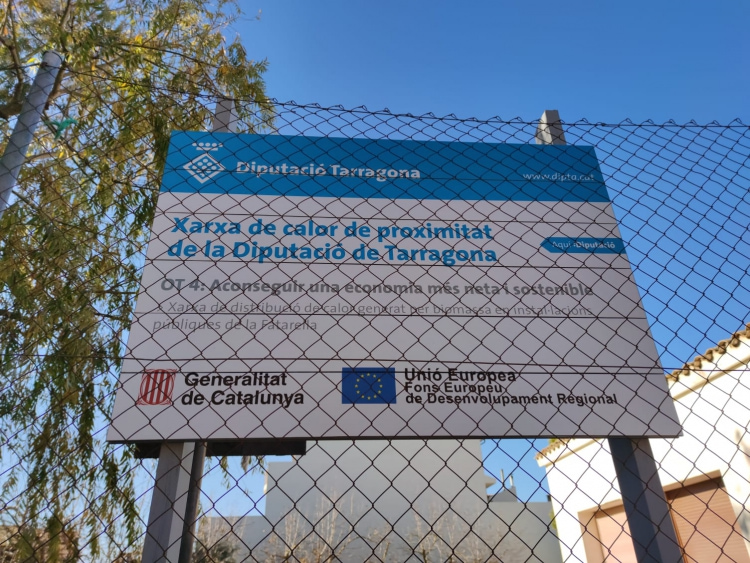 Diputació Tarragona
www.dipta.cat
Xarxa de calor de proximitat
de la Diputació de Tarragona
Aquí Diputació
OT 4: Aconseguir una economia més neta i sostenible
Xarxa de distribució de calor generat per biomassa en instal·lacions
públiques de la Fatarella
Generalitat
de Catalunya
Unió Europea
Fons Europeu
de Desenvolupament Regional